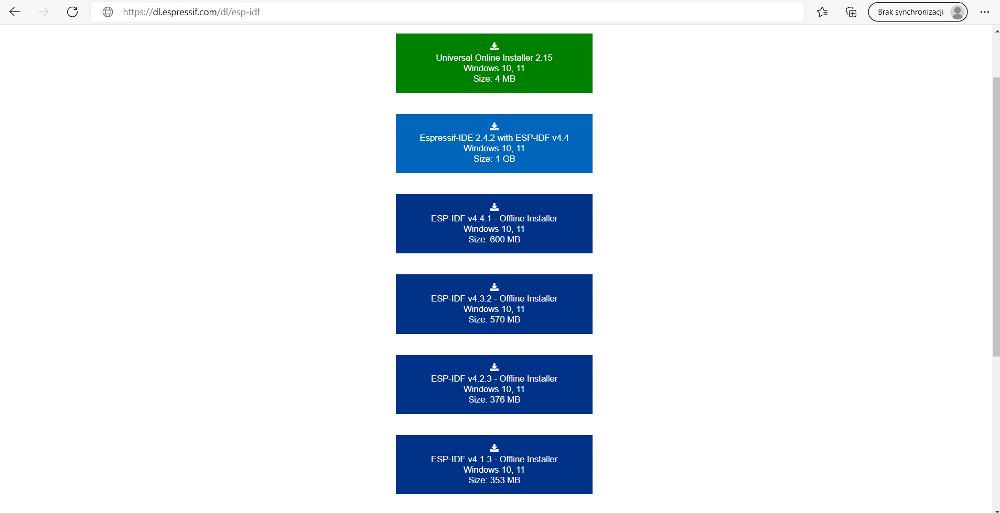 https://dl.espressif.com/dl/esp-idf
Brak synchronizacji
Universal Online Installer 2.15
Windows 10, 11
Size: 4 MB
Espressif-IDE 2.4.2 with ESP-IDF v4.4
Windows 10, 11
Size: 1 GB
ESP-IDF v4.4.1 - Offline Installer
Windows 10, 11
Size: 600 MB
ESP-IDF v4.3.2 - Offline Installer
Windows 10, 11
Size: 570 MB
ESP-IDF v4.2.3 - Offline Installer
Windows 10, 11
Size: 376 MB
ESP-IDF v4.1.3 - Offline Installer
Windows 10, 11
Size: 353 MB